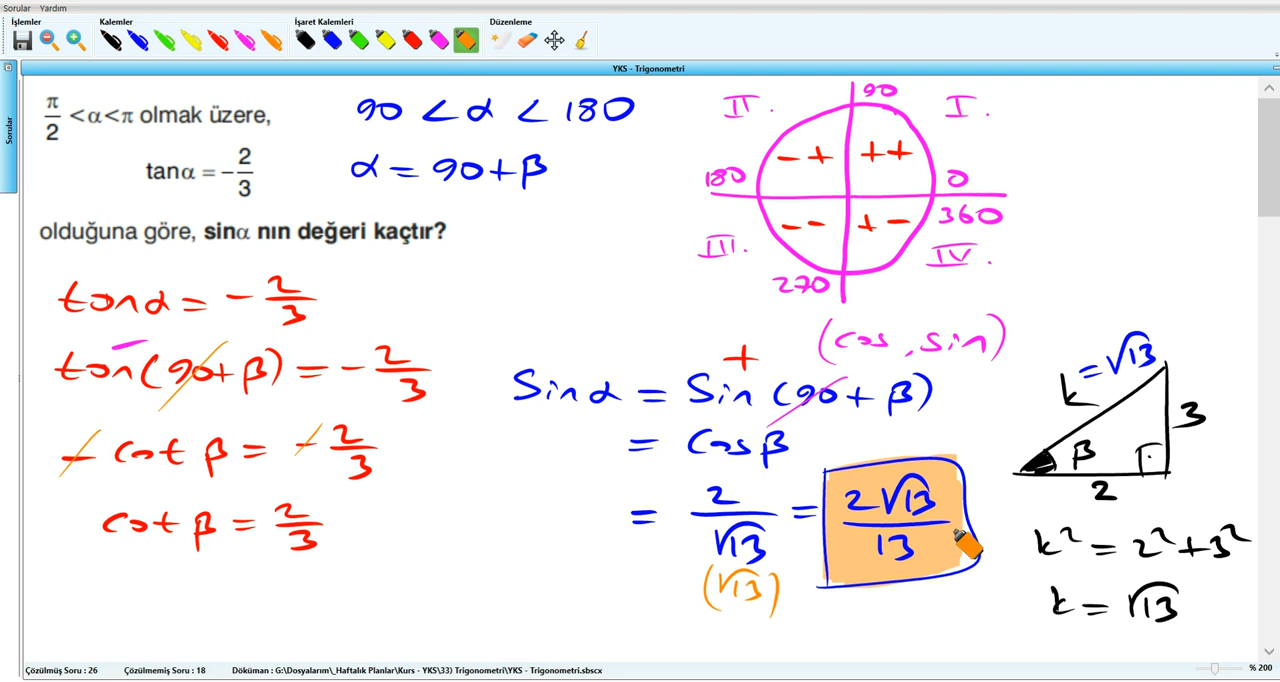 Sorular Yardım
İşlemler Kalemler İşaret Kalemleri Düzenleme
YKS - Trigonometri
Sorular
π/2 <α<π olmak üzere,
tanα = -2/3
olduğuna göre, sinα nın değeri kaçtır?
90 < α < 180
α = 90+β
II. 90 I.
- + ++
180 0
360
- - + -
III. IV.
270
(cos, sin)
tanα = -2/3
tan(90+β) = -2/3
- cot β = -2/3
cot β = 2/3
+
Sinα = Sin(90+β)
= Cosβ
= 2/√13 = 2√13/13
(√13)
k = √13
3
β
2
k² = 2²+3²
k = √13
Çözülmüş Soru : 26 Çözülmemiş Soru : 18 Döküman : G:\Dosyalarım\_Haftalık Planlar\Kurs - YKS\33) Trigonometri\YKS - Trigonometri.sbscx % 200